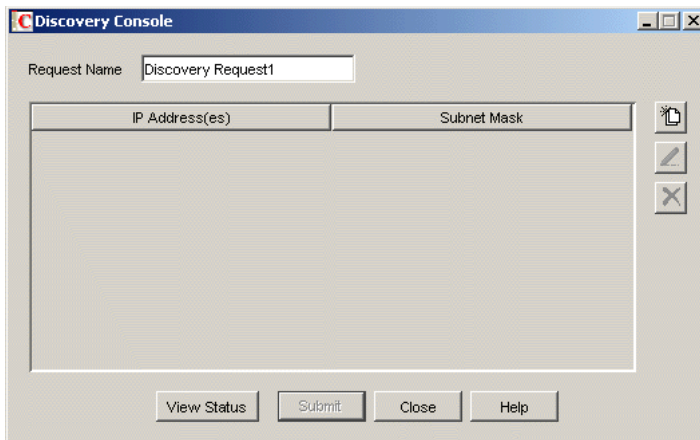 C Discovery Console
Request Name Discovery Request1
IP Address(es) Subnet Mask
View Status Submit Close Help